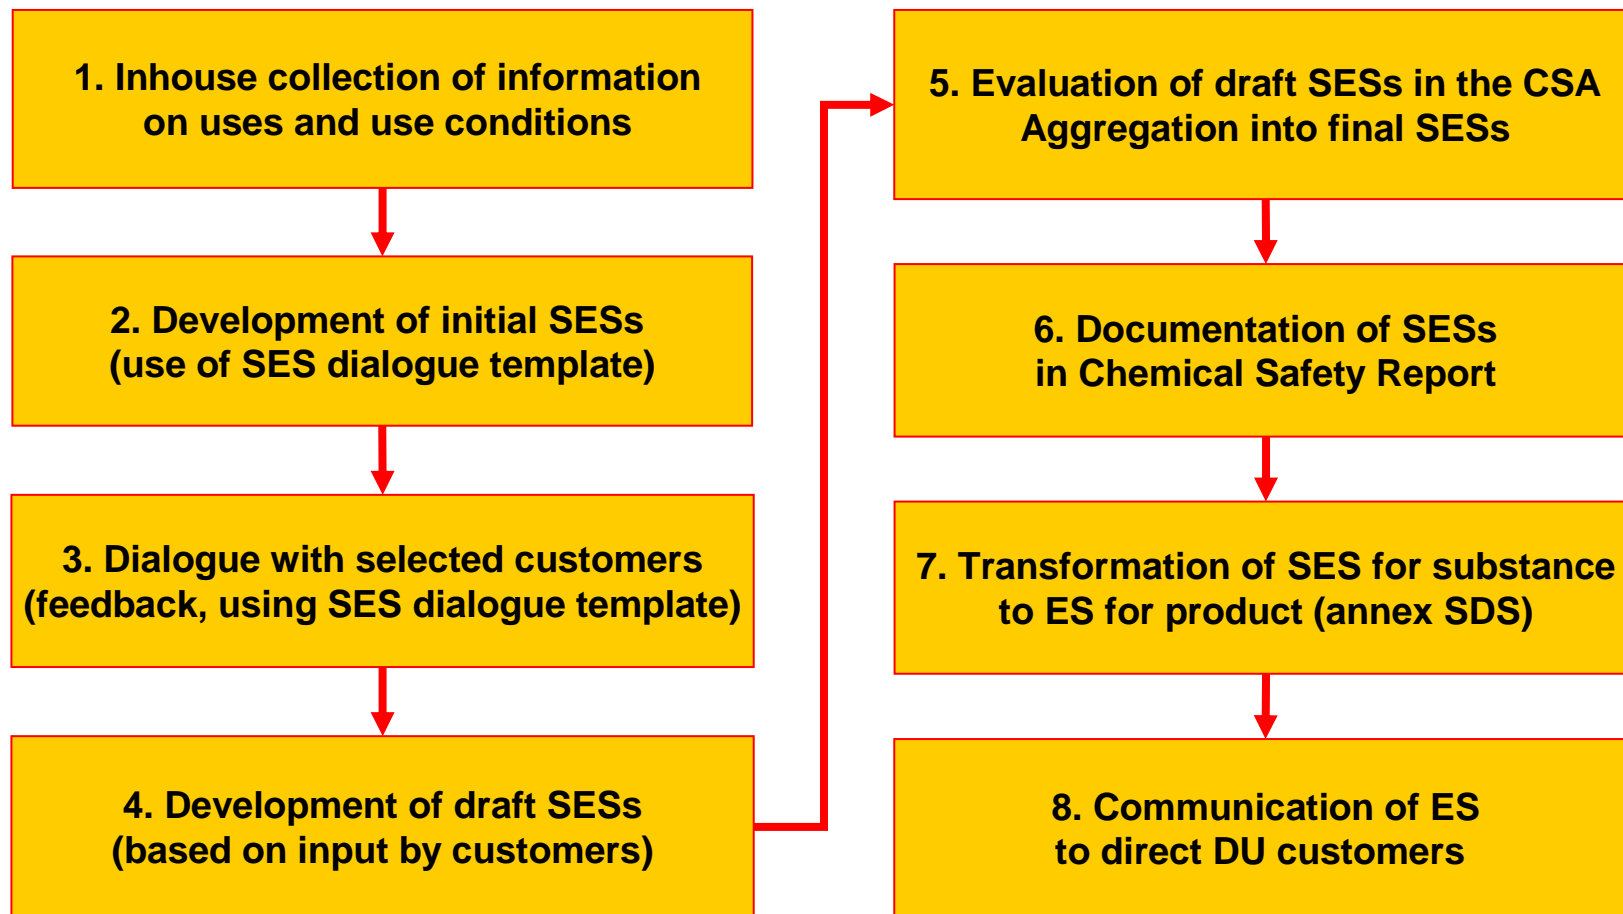 1. Inhouse collection of information
on uses and use conditions
2. Development of initial SESs
(use of SES dialogue template)
3. Dialogue with selected customers
(feedback, using SES dialogue template)
4. Development of draft SESs
(based on input by customers)
5. Evaluation of draft SESs in the CSA
Aggregation into final SESs
6. Documentation of SESs
in Chemical Safety Report
7. Transformation of SES for substance
to ES for product (annex SDS)
8. Communication of ES
to direct DU customers